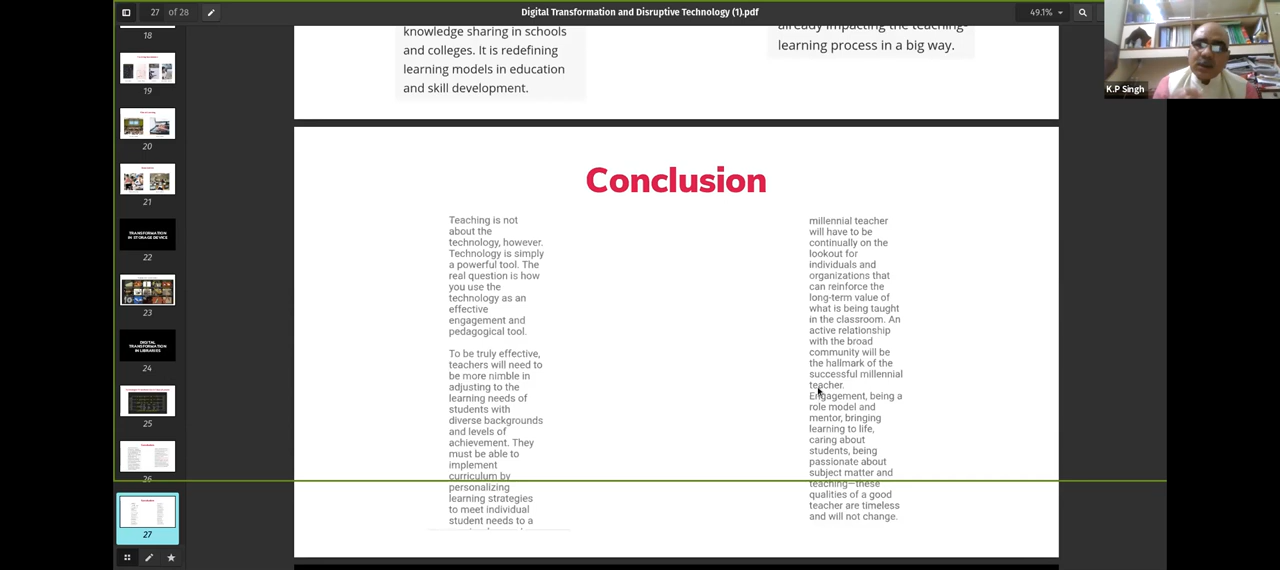 27 of 28
Digital Transformation and Disruptive Technology (1).pdf
49.1%
K.P Singh
18
19
20
21
TRANSFORMATION
IN STORAGE DEVICE
22
23
DIGITAL
TRANSFORMATION
IN LIBRARIES
24
25
26
27
knowledge sharing in schools
and colleges. It is redefining
learning models in education
and skill development.
already impacting the teaching-
learning process in a big way.
Conclusion
Teaching is not
about the
technology, however.
Technology is simply
a powerful tool. The
real question is how
you use the
technology as an
effective
engagement and
pedagogical tool.
To be truly effective,
teachers will need to
be more nimble in
adjusting to the
learning needs of
students with
diverse backgrounds
and levels of
achievement. They
must be able to
implement
curriculum by
personalizing
learning strategies
to meet individual
student needs to a
millennial teacher
will have to be
continually on the
lookout for
individuals and
organizations that
can reinforce the
long-term value of
what is being taught
in the classroom. An
active relationship
with the broad
community will be
the hallmark of the
successful millennial
teacher.
Engagement, being a
role model and
mentor, bringing
learning to life,
caring about
students, being
passionate about
subject matter and
teaching—these
qualities of a good
teacher are timeless
and will not change.